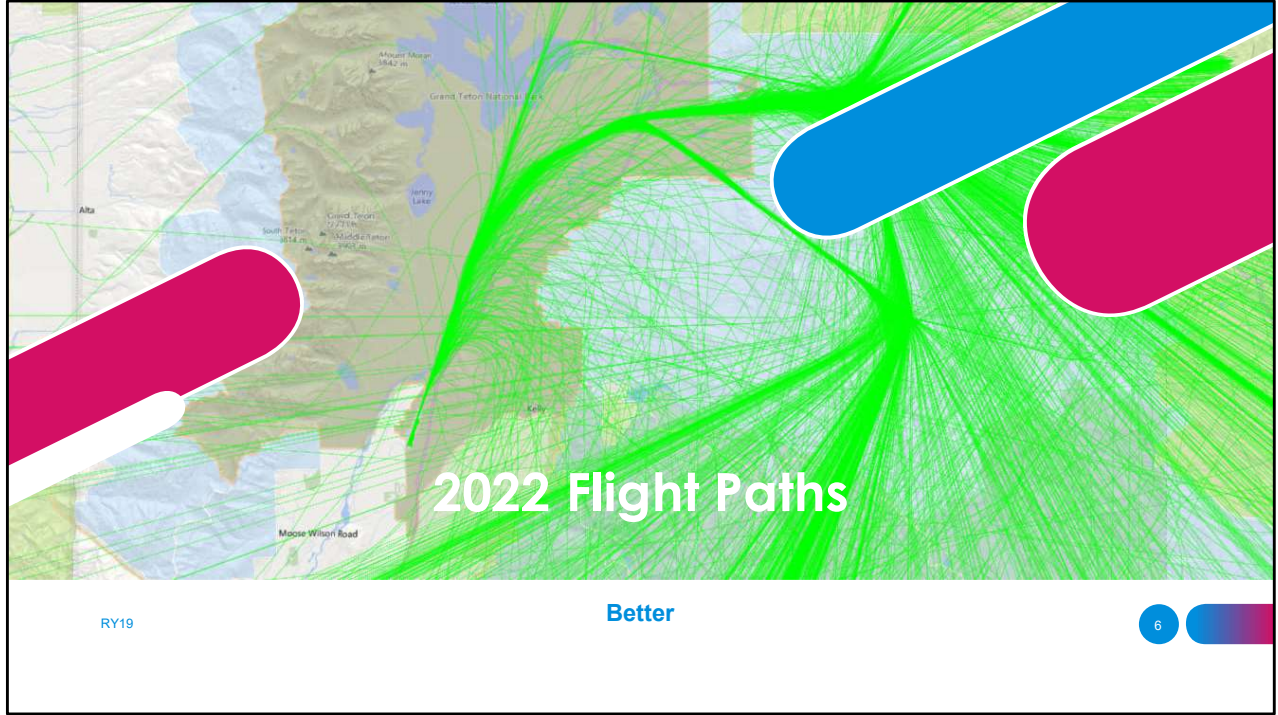 Mount Moran
3842 m
Grand Teton National Park
Jenny
Lake
Alta
Grand Teton
South Teton
3814 m
Middle Teton
Kelly
2022 Flight Paths
Moose Wilson Road
RY19
Better
6